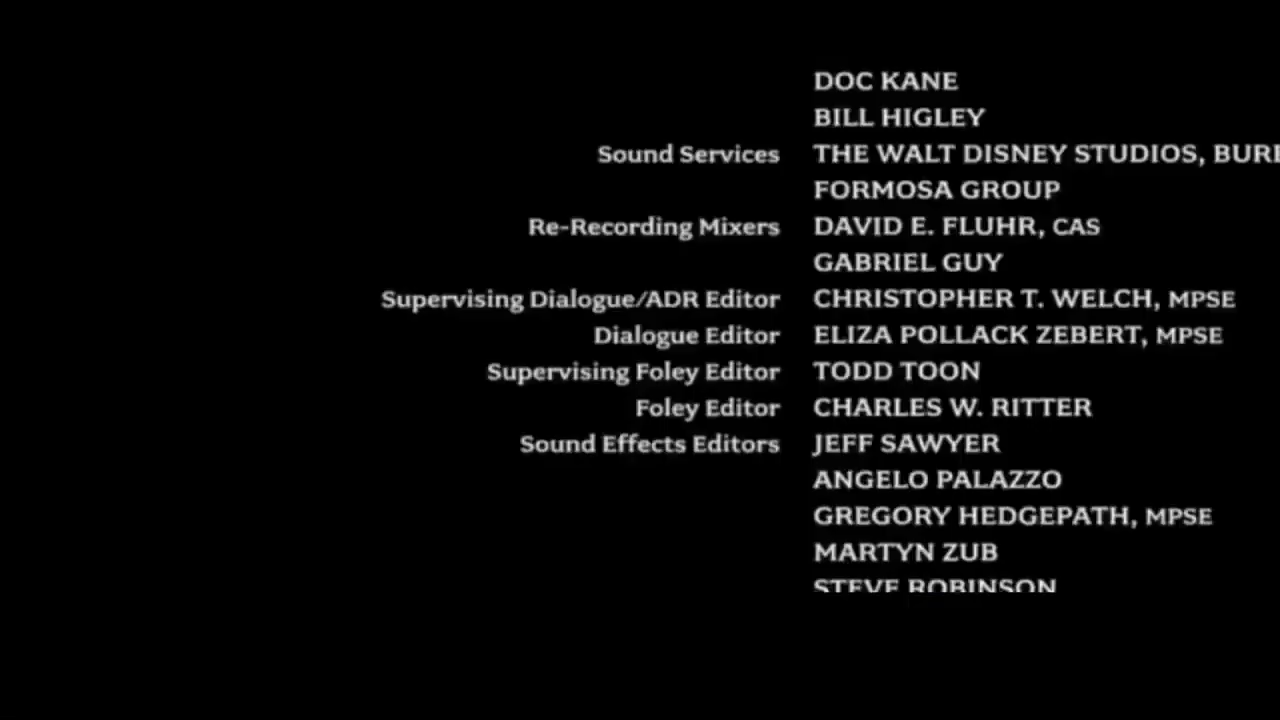 DOC KANE
BILL HIGLEY
Sound Services THE WALT DISNEY STUDIOS,
FORMOSA GROUP
Re-Recording Mixers DAVID E. FLUHR, CAS
GABRIEL GUY
Supervising Dialogue/ADR Editor CHRISTOPHER T. WELCH, MPSE
Dialogue Editor ELIZA POLLACK ZEBERT, MPSE
Supervising Foley Editor TODD TOON
Foley Editor CHARLES W. RITTER
Sound Effects Editors JEFF SAWYER
ANGELO PALAZZO
GREGORY HEDGEPATH, MPSE
MARTYN ZUB
STEVE ROBINSON